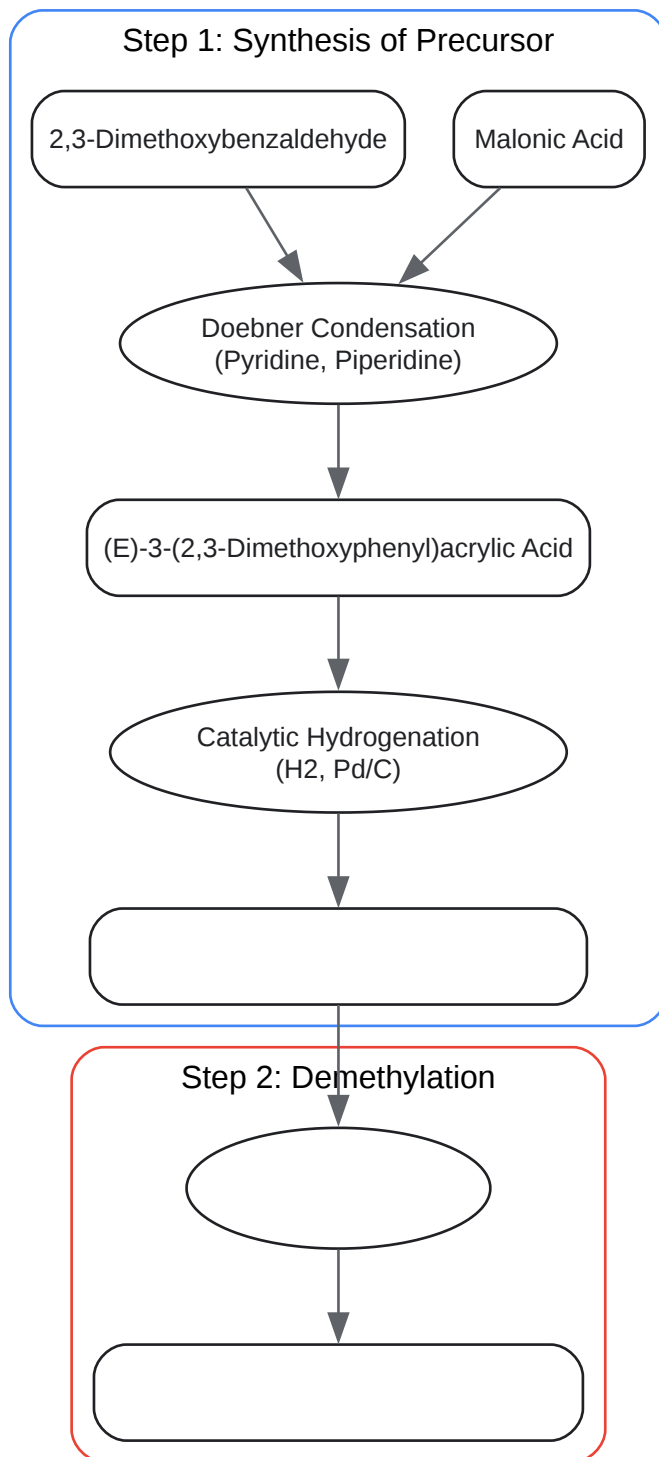 Step 1: Synthesis of Precursor
2,3-Dimethoxybenzaldehyde
Malonic Acid
Doebner Condensation
(Pyridine, Piperidine)
(E)-3-(2,3-Dimethoxyphenyl)acrylic Acid
Catalytic Hydrogenation
(H2, Pd/C)
Step 2: Demethylation